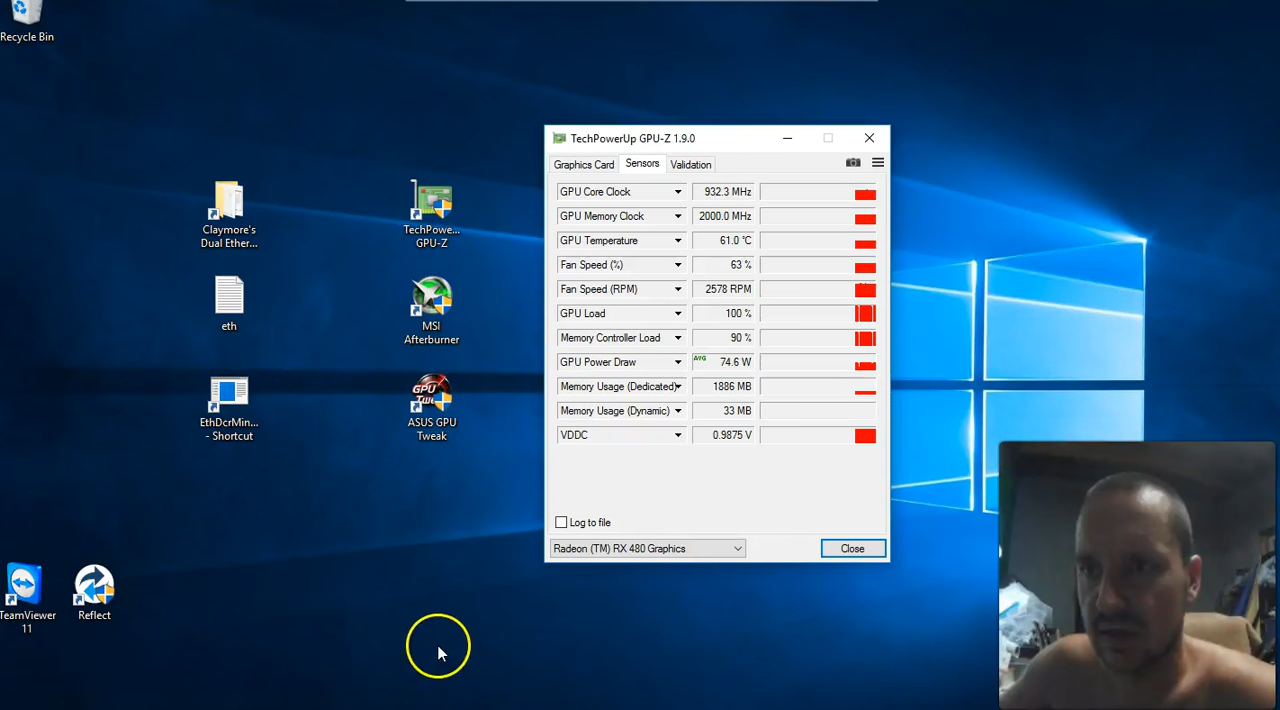 Recycle Bin
Claymore's
Dual Ether...
TechPowe...
GPU-Z
eth
MSI
Afterburner
EthDcrMin...
- Shortcut
GPU
ASUS GPU
Tweak
TeamViewer
11
Reflect
TechPowerUp GPU-Z 1.9.0
Graphics Card Sensors Validation
GPU Core Clock 932.3 MHz
GPU Memory Clock 2000.0 MHz
GPU Temperature 61.0 °C
Fan Speed (%) 63 %
Fan Speed (RPM) 2578 RPM
GPU Load 100 %
Memory Controller Load 90 %
GPU Power Draw AVG 74.6 W
Memory Usage (Dedicated) 1886 MB
Memory Usage (Dynamic) 33 MB
VDDC 0.9875 V
Log to file
Radeon (TM) RX 480 Graphics Close